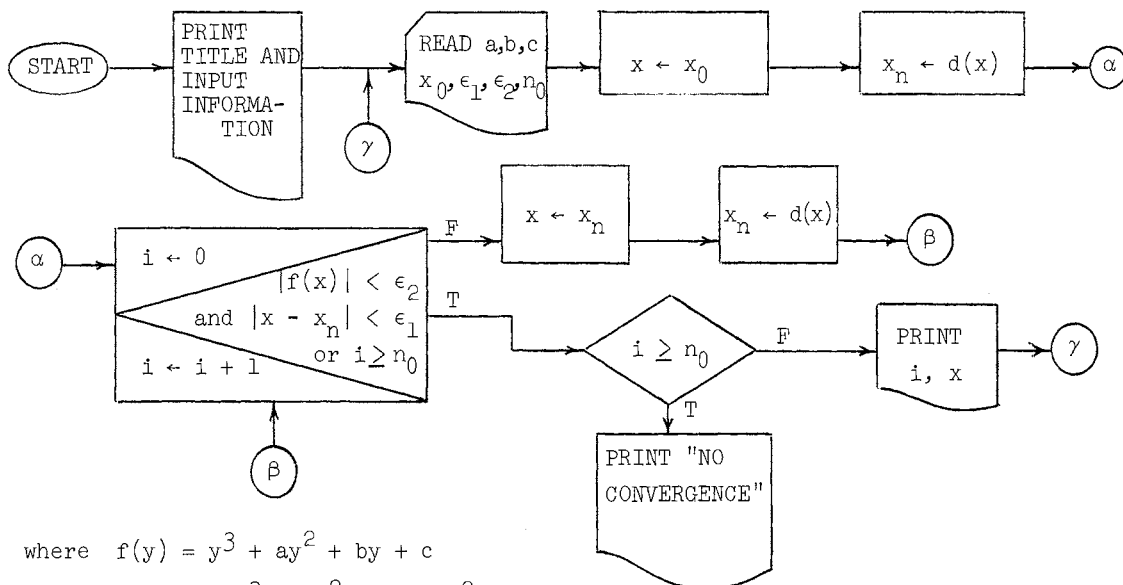 START
PRINT
TITLE AND
INPUT
INFORMA-
TION
γ
READ a,b,c
x₀,ϵ₁,ϵ₂,n₀
x ← x₀
xₙ ← d(x)
α
α
i ← 0
|f(x)| < ϵ₂
and |x - xₙ| < ϵ₁
or i ≥ n₀
i ← i + 1
β
F
x ← xₙ
xₙ ← d(x)
β
T
i ≥ n₀
F
PRINT
i, x
γ
T
PRINT "NO
CONVERGENCE"
where f(y) = y³ + ay² + by + c